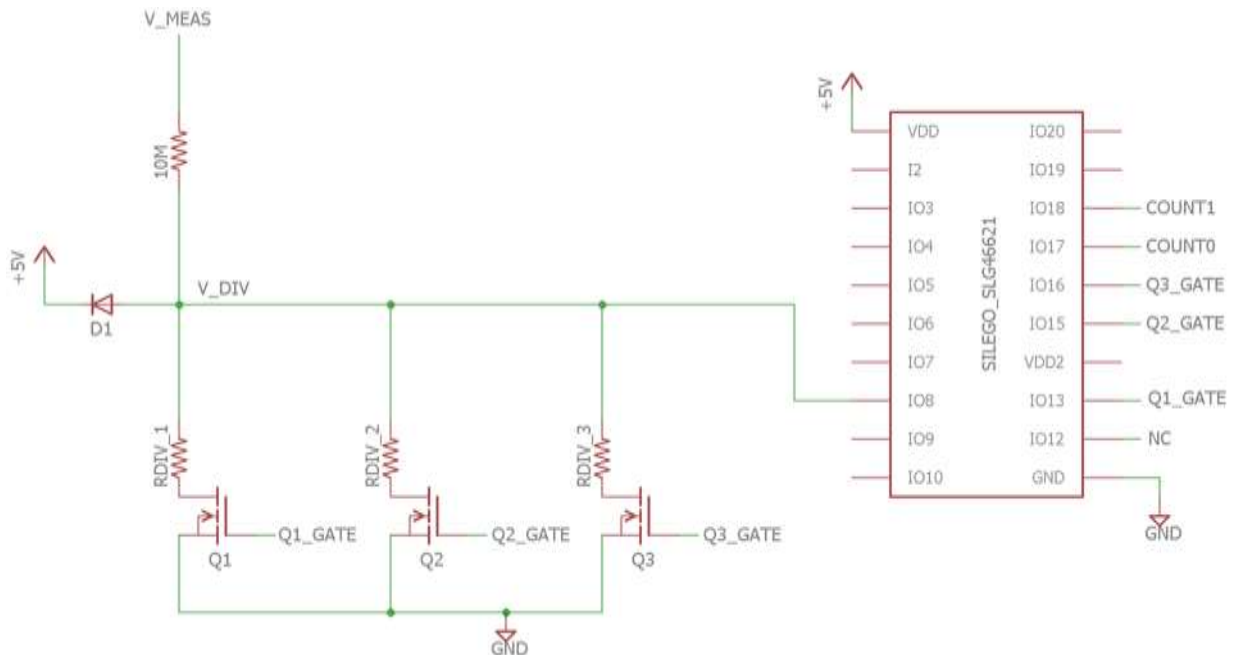 V_MEAS
10M
+5V
V_DIV
D1
RDIV_1
RDIV_2
RDIV_3
Q1_GATE
Q2_GATE
Q3_GATE
Q1
Q2
Q3
GND
+5V
VDD
I2
IO3
IO4
IO5
IO6
IO7
IO8
IO9
IO10
SILEGO_SLG46621
IO20
IO19
IO18
IO17
IO16
IO15
VDD2
IO13
IO12
GND
COUNT1
COUNT0
Q3_GATE
Q2_GATE
Q1_GATE
NC
GND